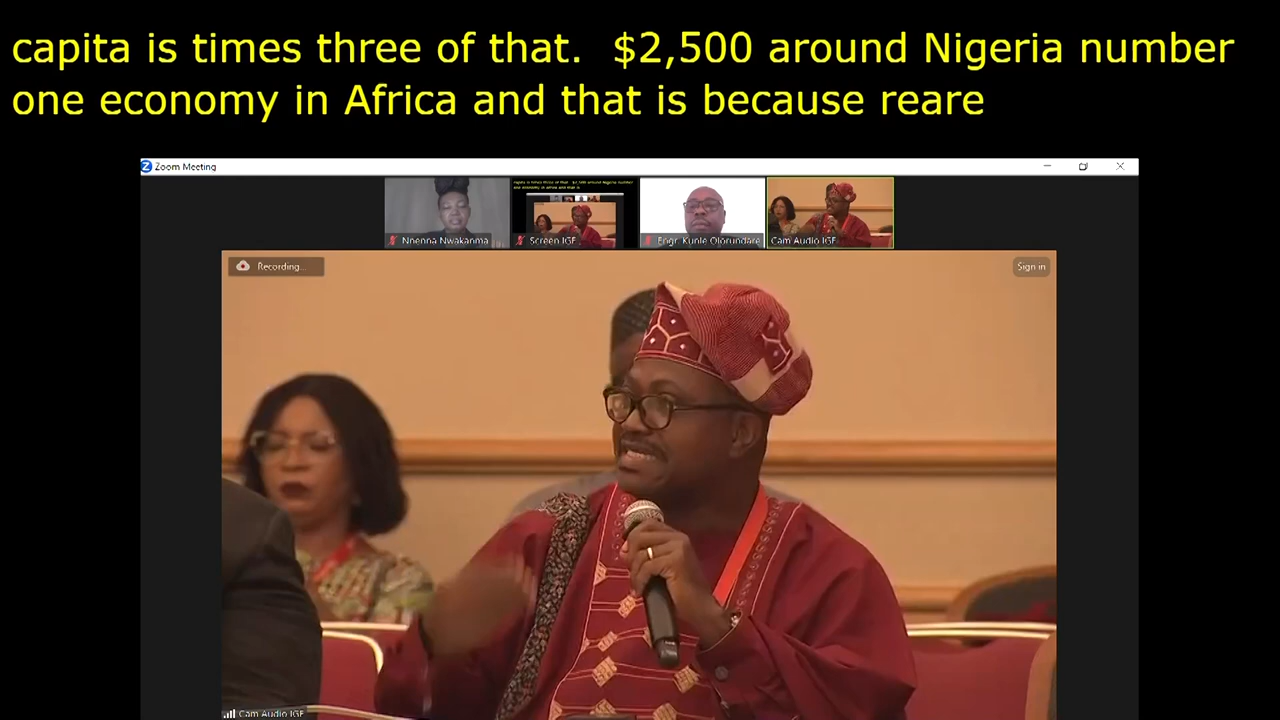 capita is times three of that.  $2,500 around Nigeria number
one economy in Africa and that is because reare
Zoom Meeting
Nnenna Nwakanma
Screen IGF
Engr. Kunle Olorundare
Cam Audio IGF
Recording...
Sign in
Cam Audio IGF